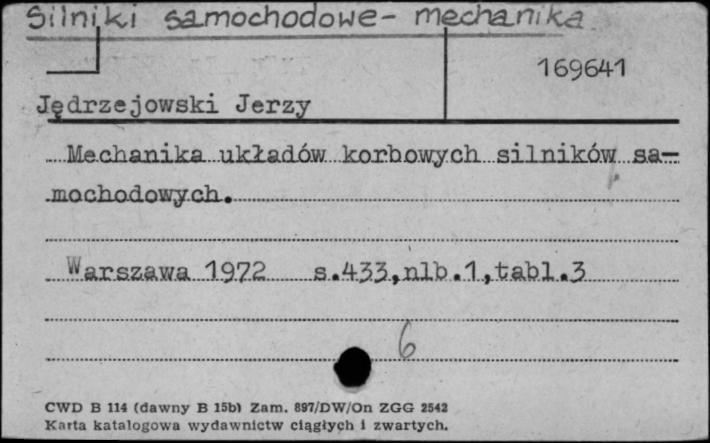 Silniki samochodowe- mechanika
169641
Jędrzejowski Jerzy
Mechanika układów korbowych silników sa-
mochodowych.
Warszawa 1972 s.433,nlb.1,tabl.3
6
CWD B 114 (dawny B 15b) Zam. 897/DW/On ZGG 2542
Karta katalogowa wydawnictw ciągłych i zwartych.